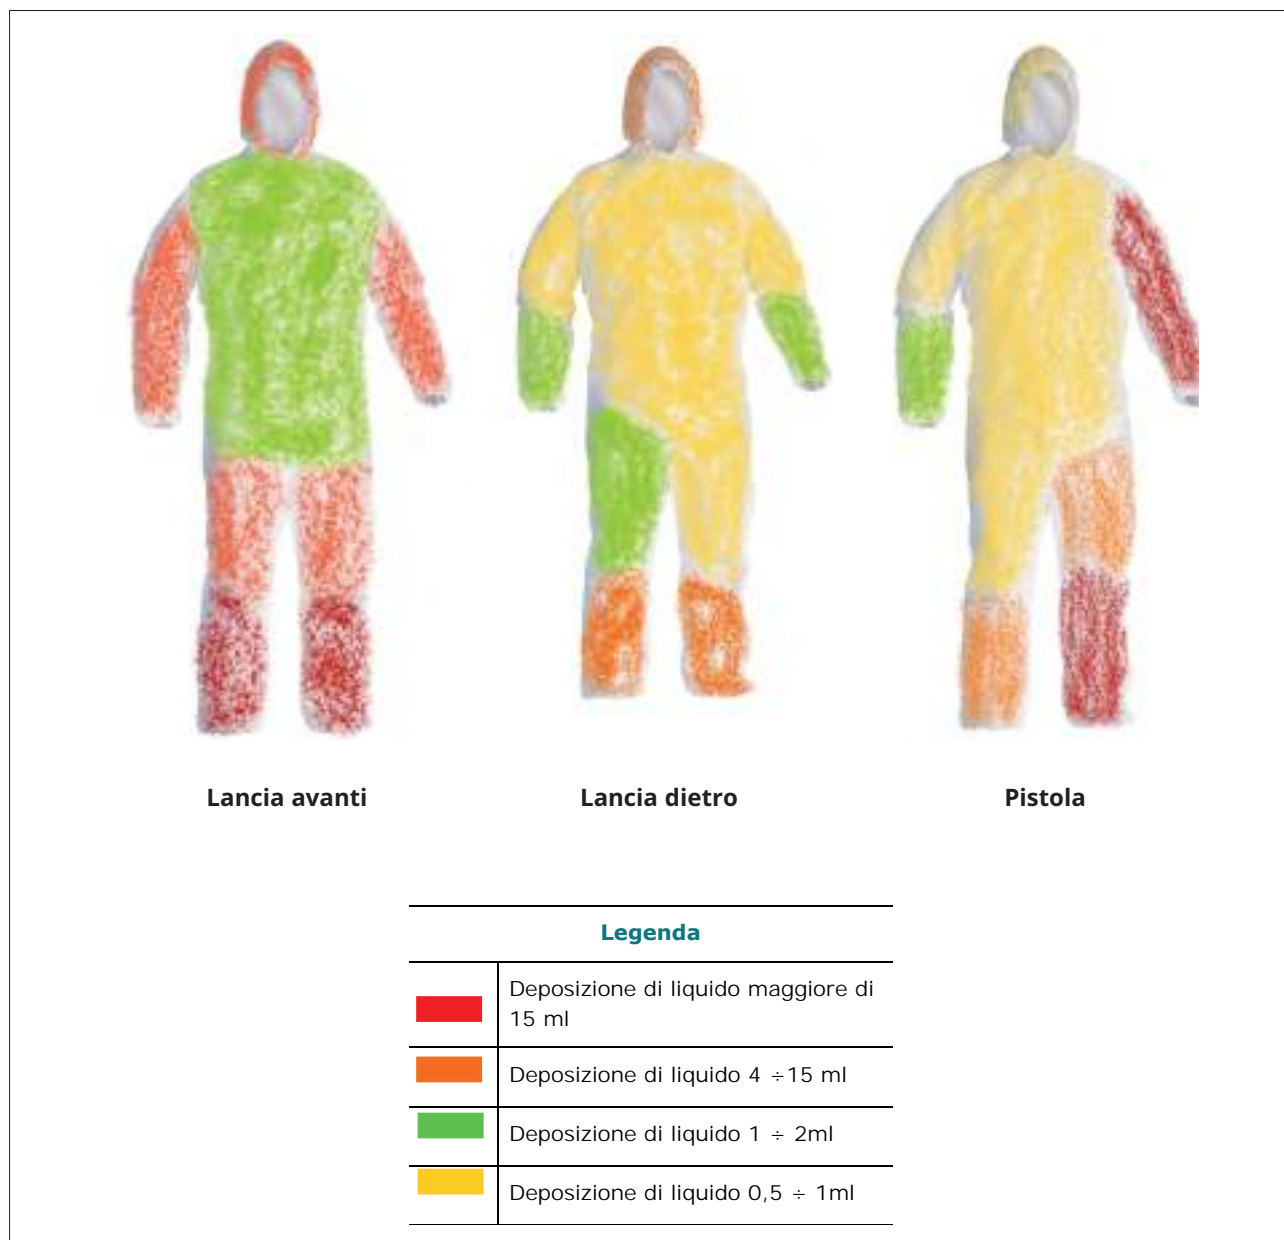 Lancia avanti
Lancia dietro
Pistola
Legenda
Deposizione di liquido maggiore di
15 ml
Deposizione di liquido 4 ÷15 ml
Deposizione di liquido 1 ÷ 2ml
Deposizione di liquido 0,5 ÷ 1ml